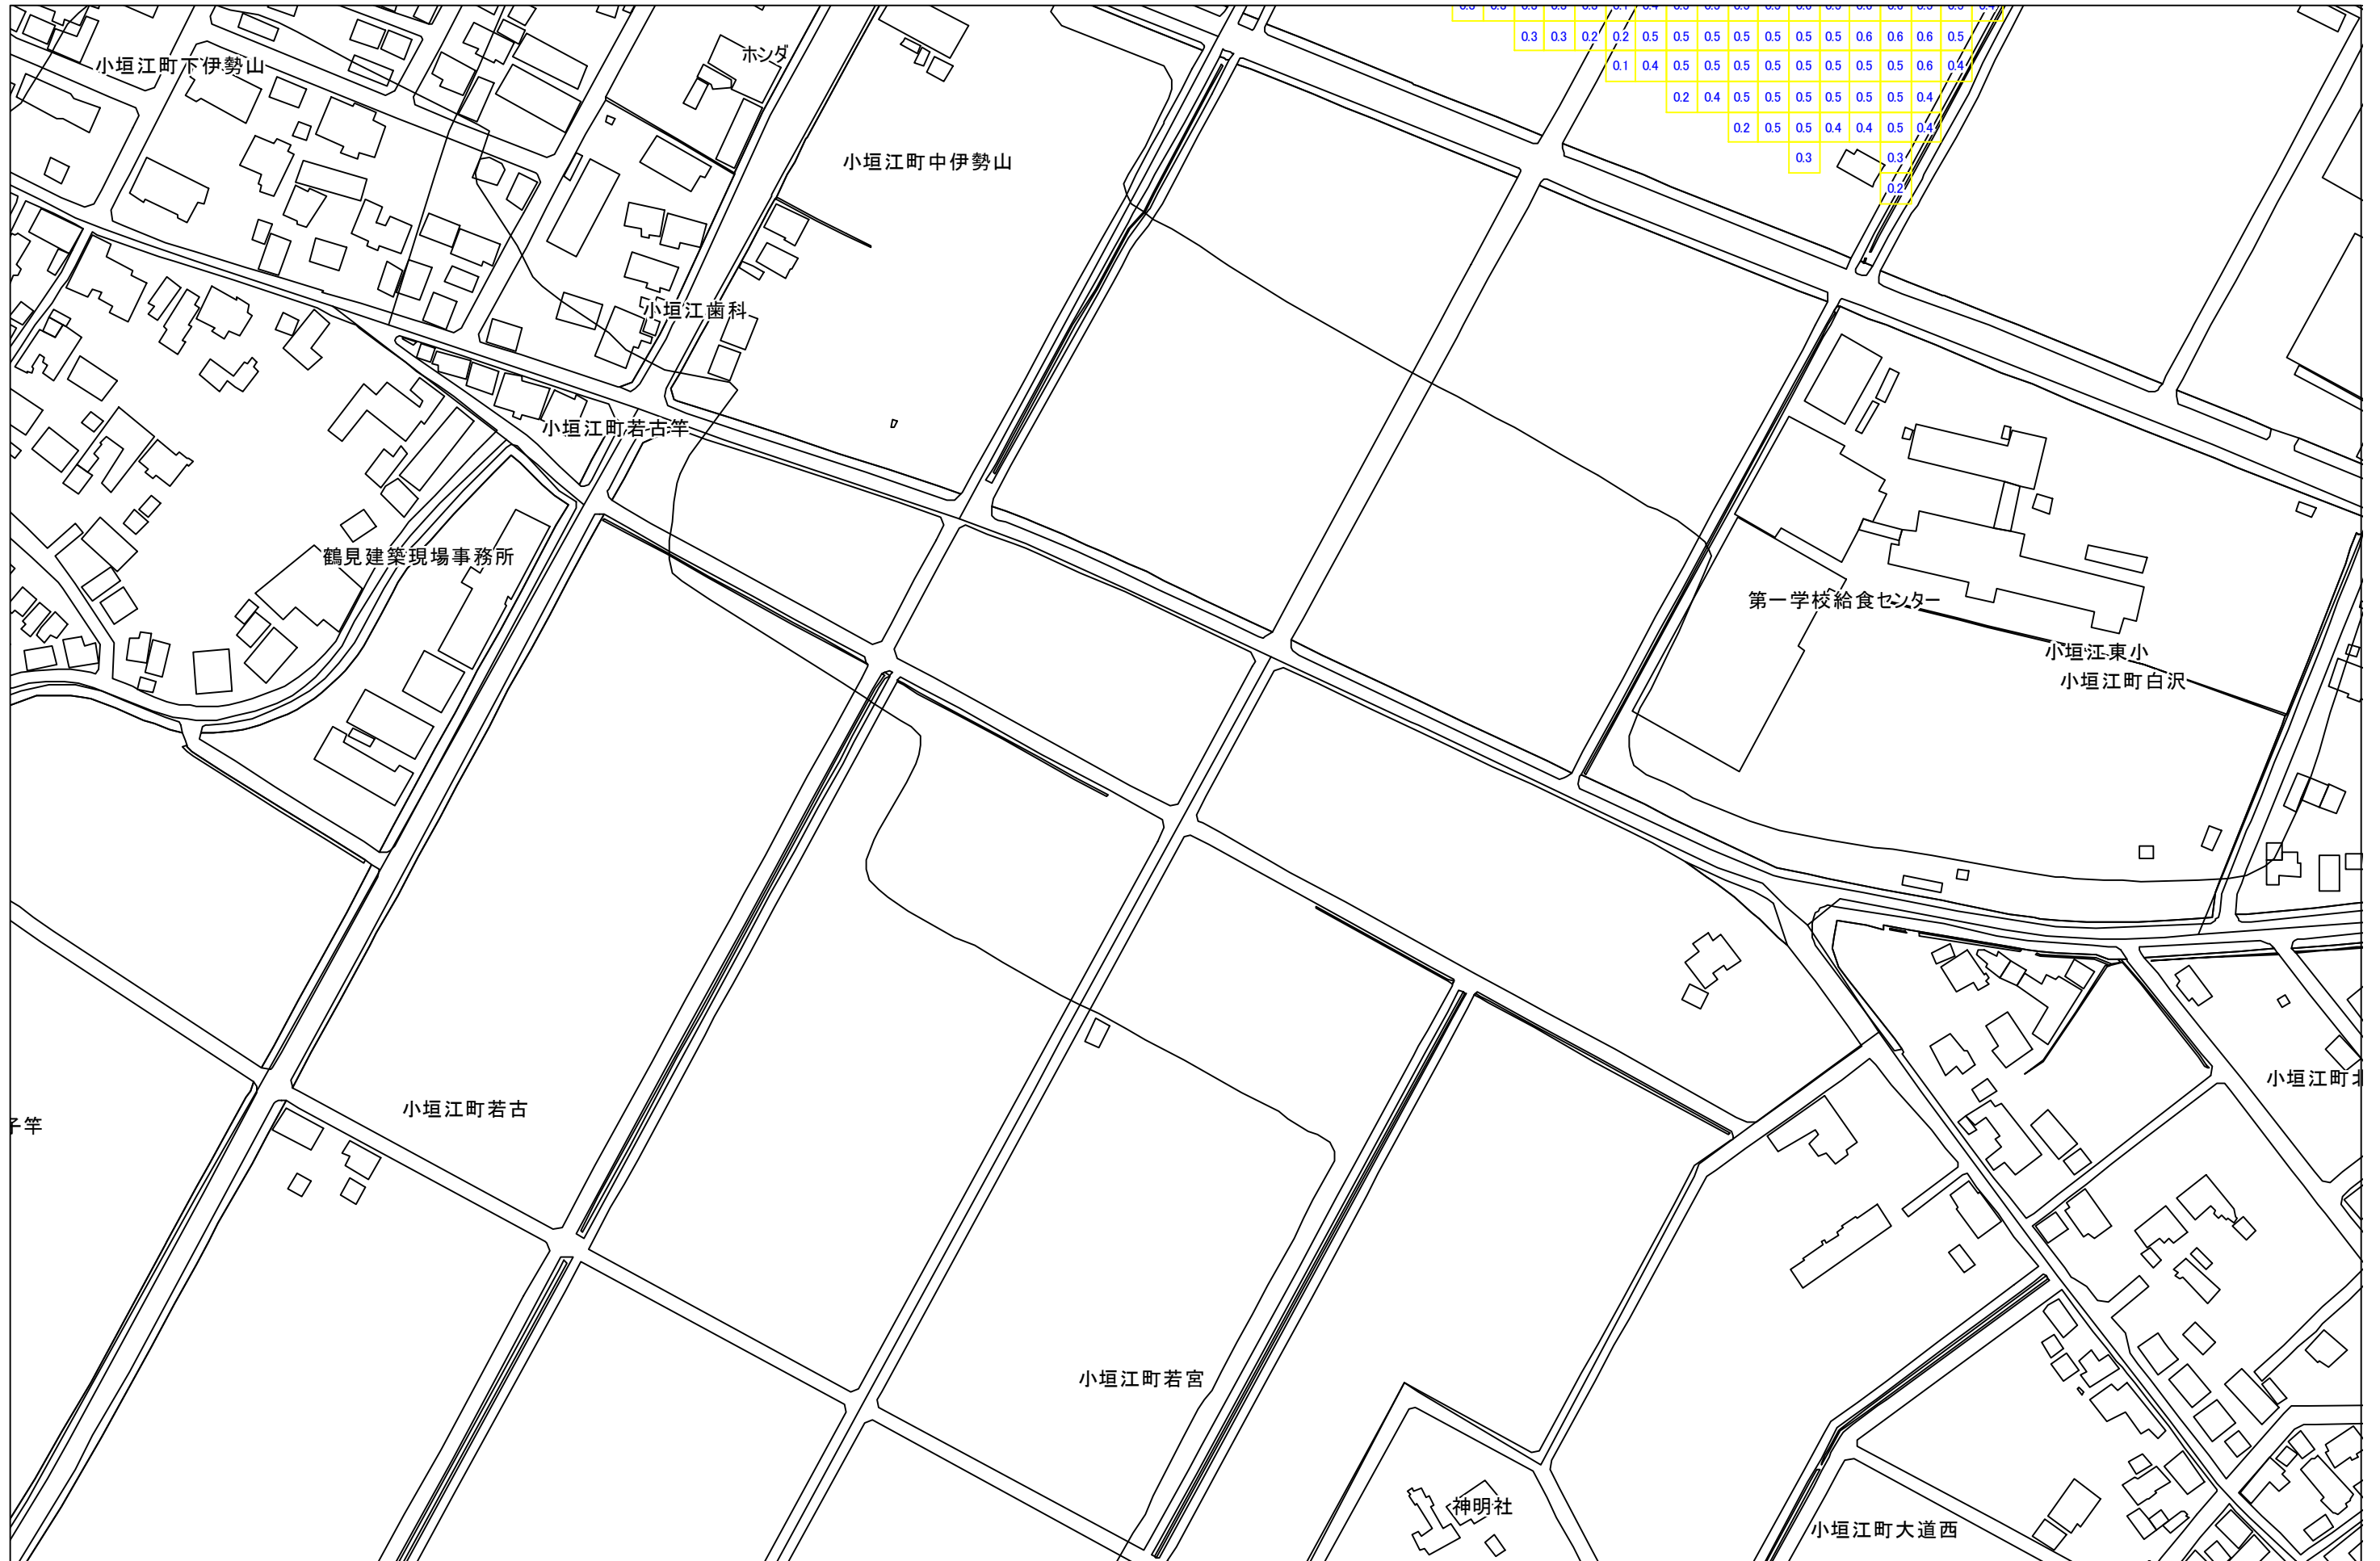 0.3 0.3 0.2 0.2 0.5 0.5 0.5 0.5 0.5 0.5 0.5 0.6 0.6 0.6 0.5
ホンダ
小垣江町下伊勢山
0.1 0.4 0.5 0.5 0.5 0.5 0.5 0.5 0.5 0.5 0.6 0.4
0.2 0.4 0.5 0.5 0.5 0.5 0.5 0.5 0.4
0.2 0.5 0.5 0.4 0.4 0.5 0.4
小垣江町中伊勢山
0.3 0.3
0.2
小垣江歯科
小垣江町若古竿
鶴見建築現場事務所
第一学校給食センター
小垣江東小
小垣江町白沢
小垣江町北
小垣江町若古
子竿
小垣江町若宮
神明社
小垣江町大道西